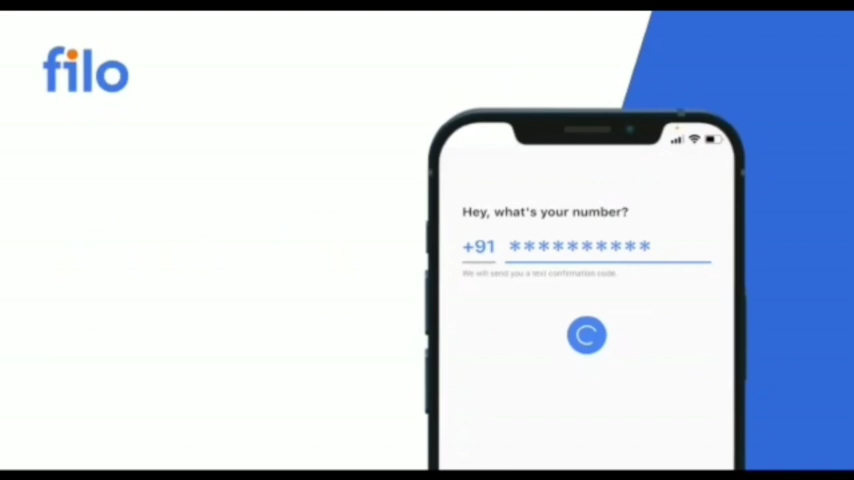 filo
Hey, what's your number?
+91 **********
We will send you a text confirmation code.